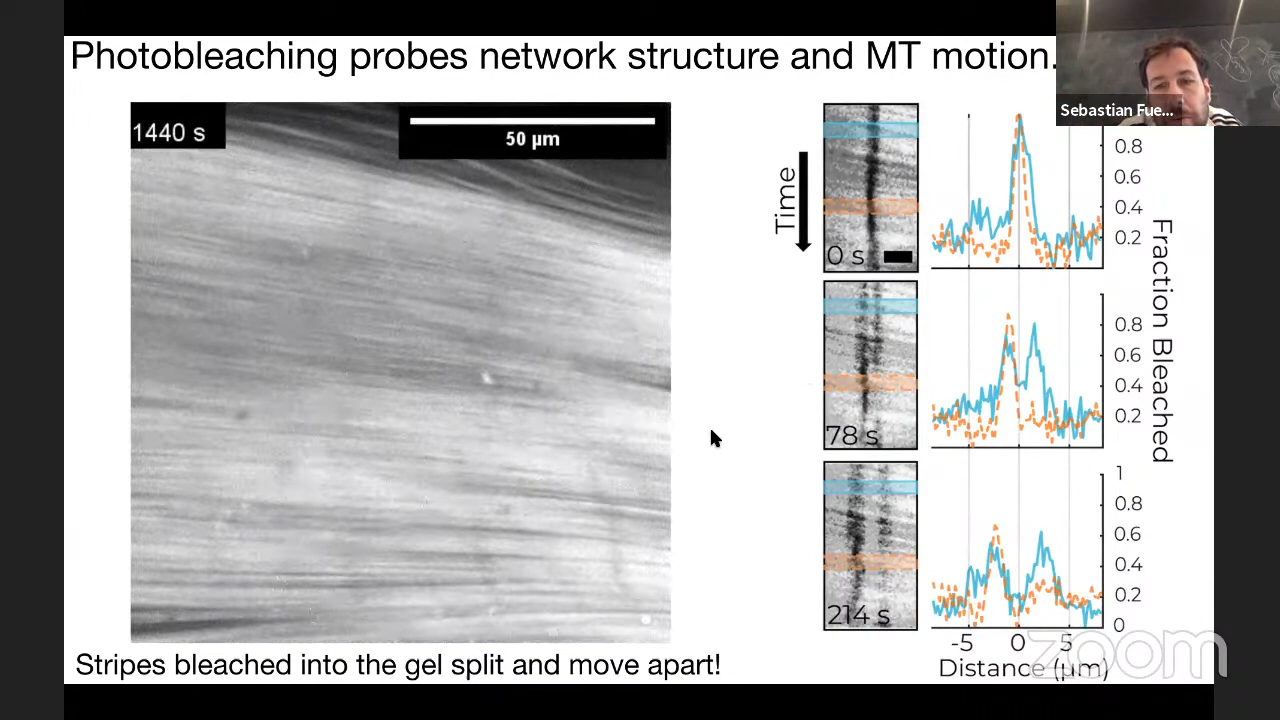 Photobleaching probes network structure and MT motion.
Sebastian Fue...
1440 s
50 µm
Time
0 s
0.8
0.6
0.4
0.2
78 s
0.8
0.6
0.4
0.2
214 s
1
0.8
0.6
0.4
0.2
0
-5 0 5
Distance (µm)
Fraction Bleached
Stripes bleached into the gel split and move apart!
zoom